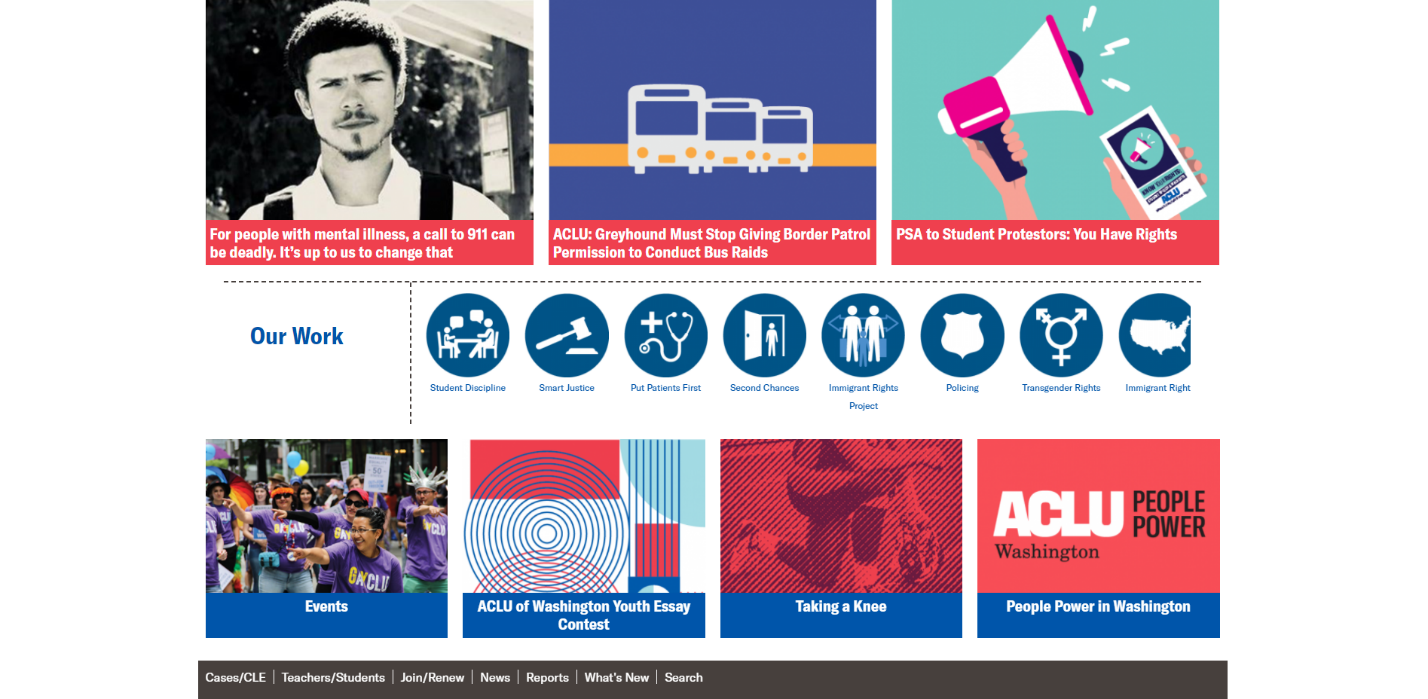 For people with mental illness, a call to 911 can
be deadly. It's up to us to change that
ACLU: Greyhound Must Stop Giving Border Patrol
Permission to Conduct Bus Raids
PSA to Student Protestors: You Have Rights
ACLU
Our Work
Student Discipline
Smart Justice
Put Patients First
Second Chances
Immigrant Rights
Project
Policing
Transgender Rights
Immigrant Right
GAYCLU
ACLU PEOPLE
POWER
Washington
Events
ACLU of Washington Youth Essay
Contest
Taking a Knee
People Power in Washington
Cases/CLE | Teachers/Students | Join/Renew | News | Reports | What's New | Search